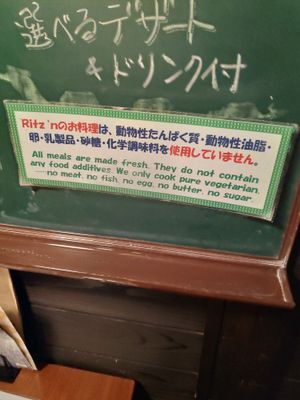 選べるデザート
+ドリンク付
Ritz'nのお料理は、動物性たんぱく質・動物性油脂・
卵・乳製品・砂糖・化学調味料を使用していません。
All meals are made fresh. They do not contain
any food additives. We only cook pure vegetarian.
—no meat, no fish, no egg, no butter, no sugar.